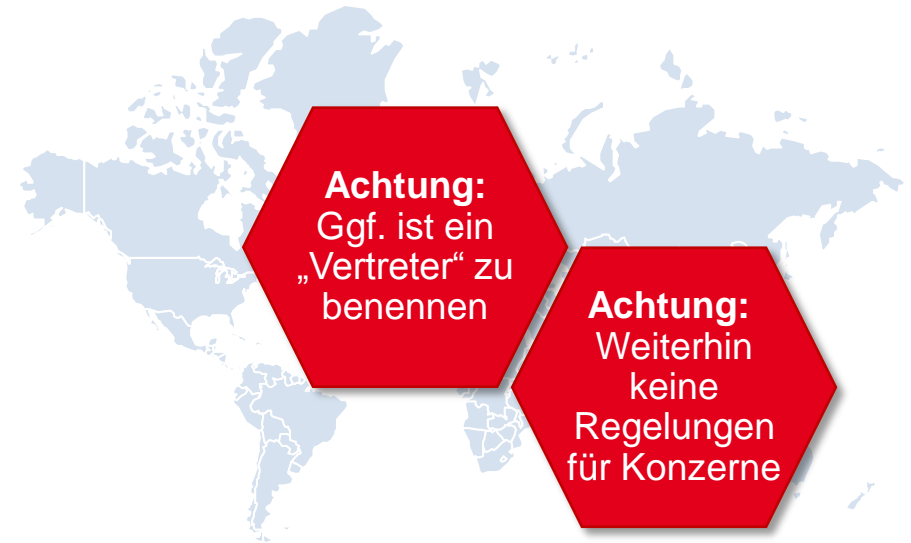 Achtung:
Ggf. ist ein
„Vertreter“ zu
benennen
Achtung:
Weiterhin
keine
Regelungen
für Konzerne